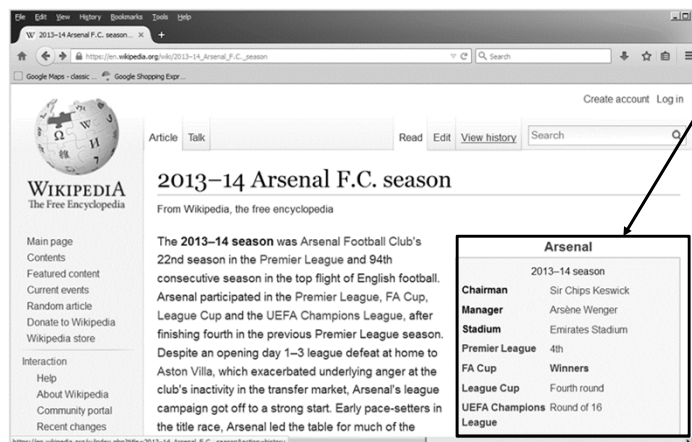 File Edit View History Bookmarks Tools Help
W 2013–14 Arsenal F.C. season... × +
https://en.wikipedia.org/wiki/2013–14_Arsenal_F.C._season
Search
Google Maps - classic ... Google Shopping Expr...
Create account Log in
Article Talk Read Edit View history Search
WIKIPEDIA
The Free Encyclopedia
Main page
Contents
Featured content
Current events
Random article
Donate to Wikipedia
Wikipedia store
Interaction
Help
About Wikipedia
Community portal
Recent changes
2013–14 Arsenal F.C. season
From Wikipedia, the free encyclopedia
The 2013–14 season was Arsenal Football Club's
22nd season in the Premier League and 94th
consecutive season in the top flight of English football.
Arsenal participated in the Premier League, FA Cup,
League Cup and the UEFA Champions League, after
finishing fourth in the previous Premier League season.
Despite an opening day 1–3 league defeat at home to
Aston Villa, which exacerbated underlying anger at the
club's inactivity in the transfer market, Arsenal's league
campaign got off to a strong start. Early pace-setters in
the title race, Arsenal led the table for much of the
Arsenal
2013–14 season
Chairman Sir Chips Keswick
Manager Arsène Wenger
Stadium Emirates Stadium
Premier League 4th
FA Cup Winners
League Cup Fourth round
UEFA Champions Round of 16
League